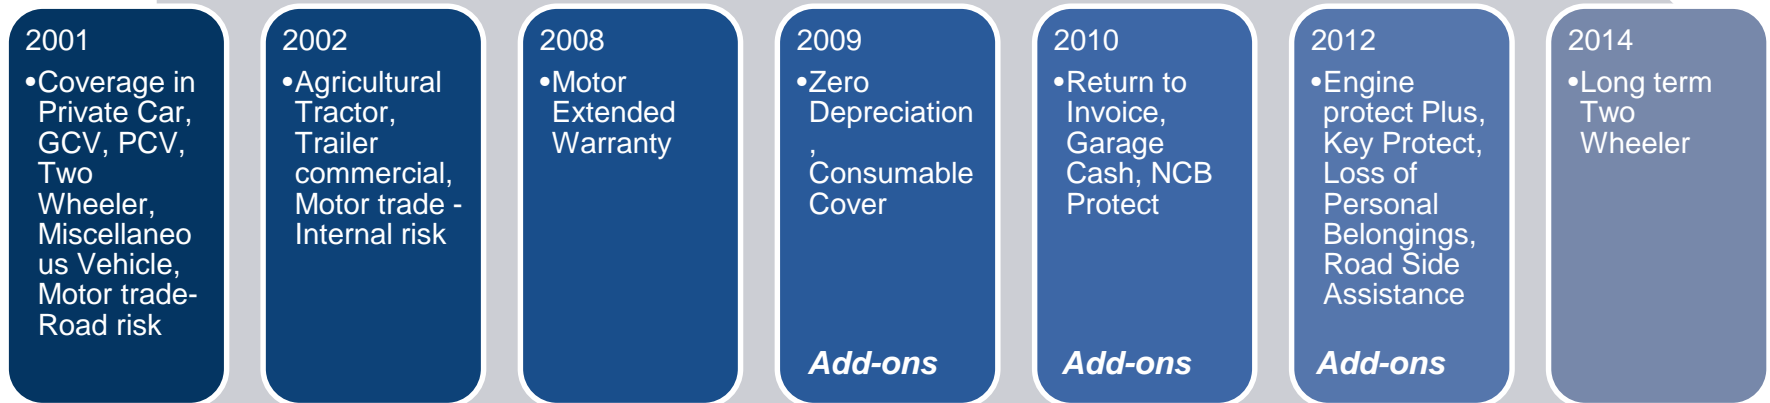 2001
•Coverage in
Private Car,
GCV, PCV,
Two
Wheeler,
Miscellaneo
us Vehicle,
Motor trade-
Road risk
2002
•Agricultural
Tractor,
Trailer
commercial,
Motor trade -
Internal risk
2008
•Motor
Extended
Warranty
2009
•Zero
Depreciation
,
Consumable
Cover
Add-ons
2010
•Return to
Invoice,
Garage
Cash, NCB
Protect
Add-ons
2012
•Engine
protect Plus,
Key Protect,
Loss of
Personal
Belongings,
Road Side
Assistance
Add-ons
2014
•Long term
Two
Wheeler